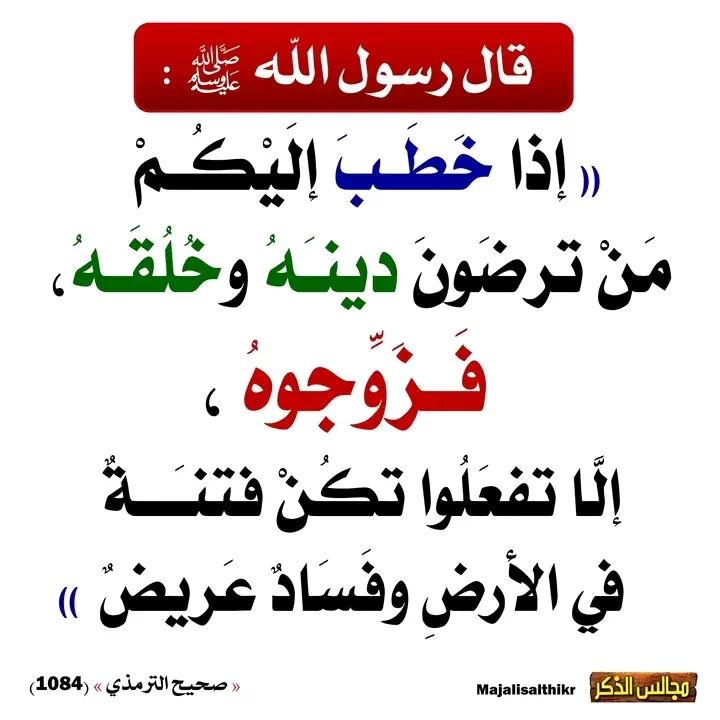 قال رسول الله ﷺ :
(( إذا خَطَبَ إلَيْكُمْ
مَنْ ترضَونَ دينَهُ وخُلُقَهُ ،
فَزَوِّجوهُ ،
إلَّا تفعَلُوا تكُنْ فتنَةٌ
في الأرضِ وفَسَادٌ عَريضٌ ))
« صحيح الترمذي » (1084)
Majalisalthikr
مجالس الذكر